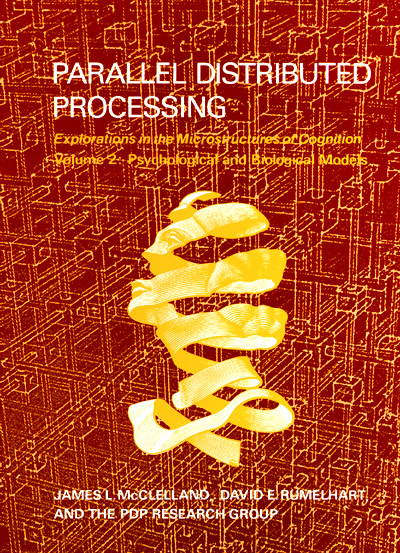 PARALLEL DISTRIBUTED
PROCESSING
Explorations in the Microstructures of Cognition
Volume 2: Psychological and Biological Models
JAMES L. McCLELLAND, DAVID E. RUMELHART,
AND THE PDP RESEARCH GROUP